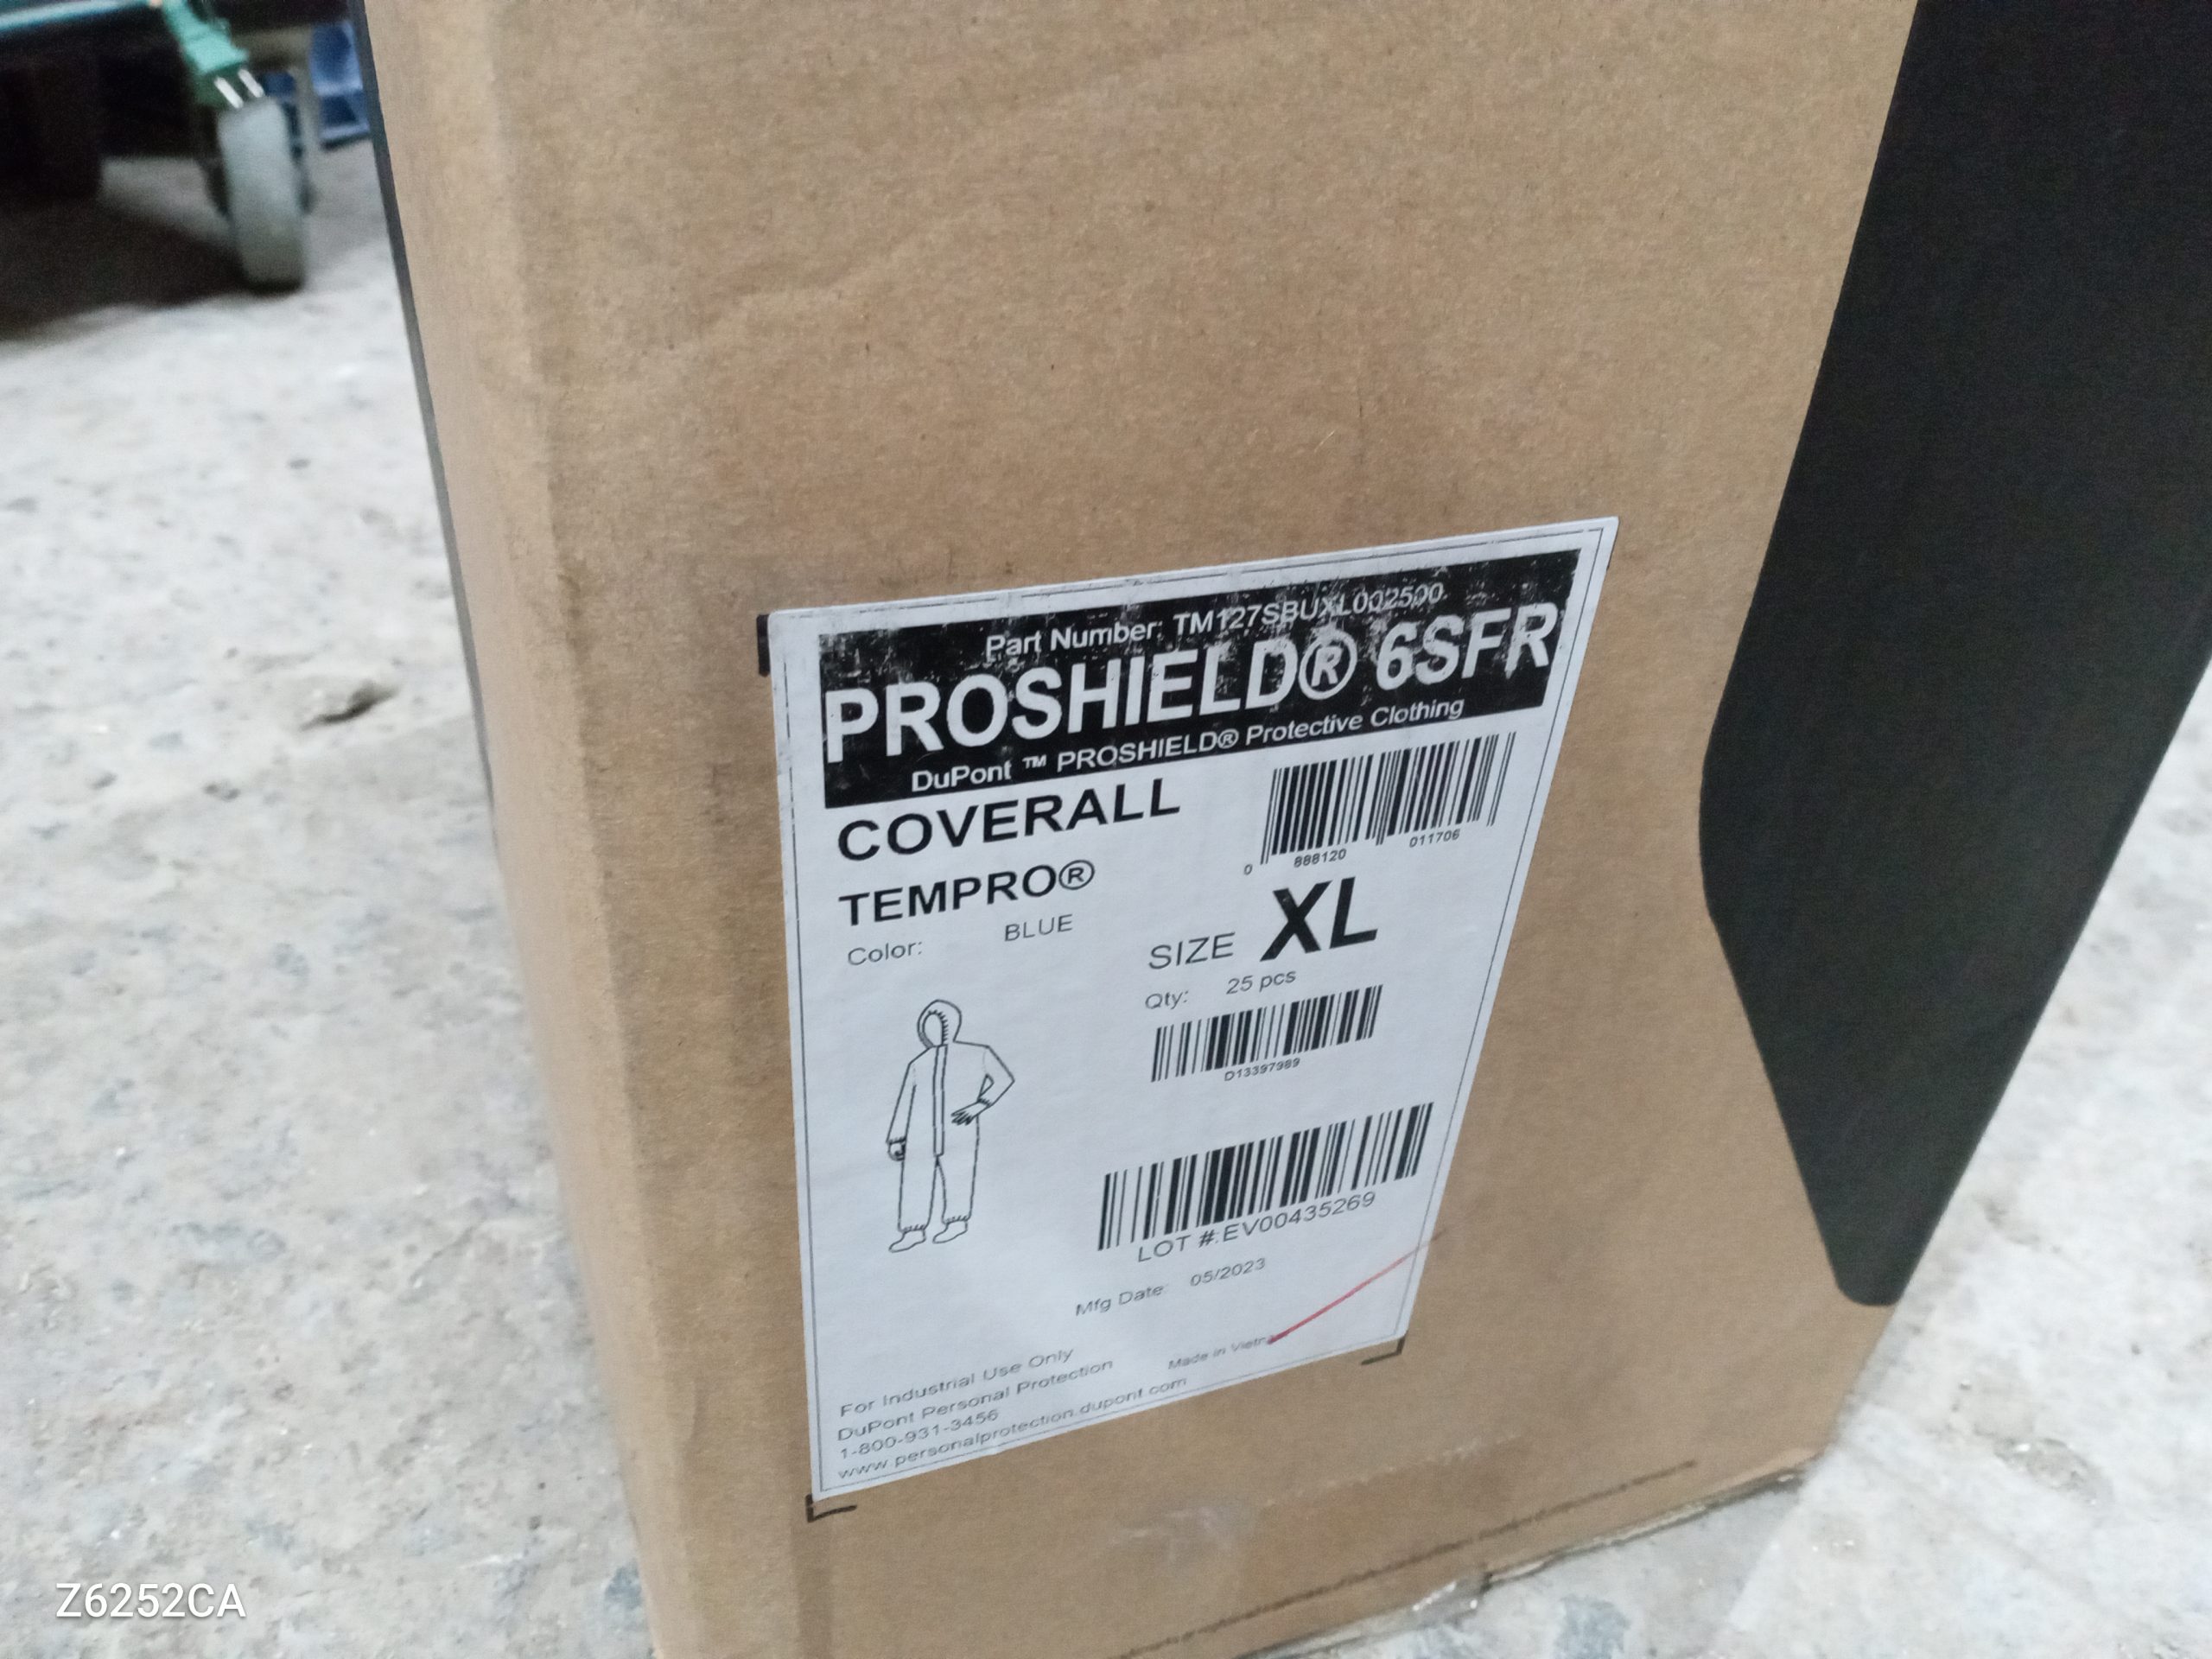 Part Number: TM127SBUXL002500
PROSHIELD® 6SFR
DuPont ™ PROSHIELD® Protective Clothing
COVERALL
0 888120 011706
TEMPRO®
Color: BLUE
SIZE XL
Qty: 25 pcs
D13397989
LOT #:EV00435269
Mfg Date: 05/2023
For Industrial Use Only
DuPont Personal Protection
Made in
1-800-931-3456
www.personalprotection.dupont.com
Z6252CA